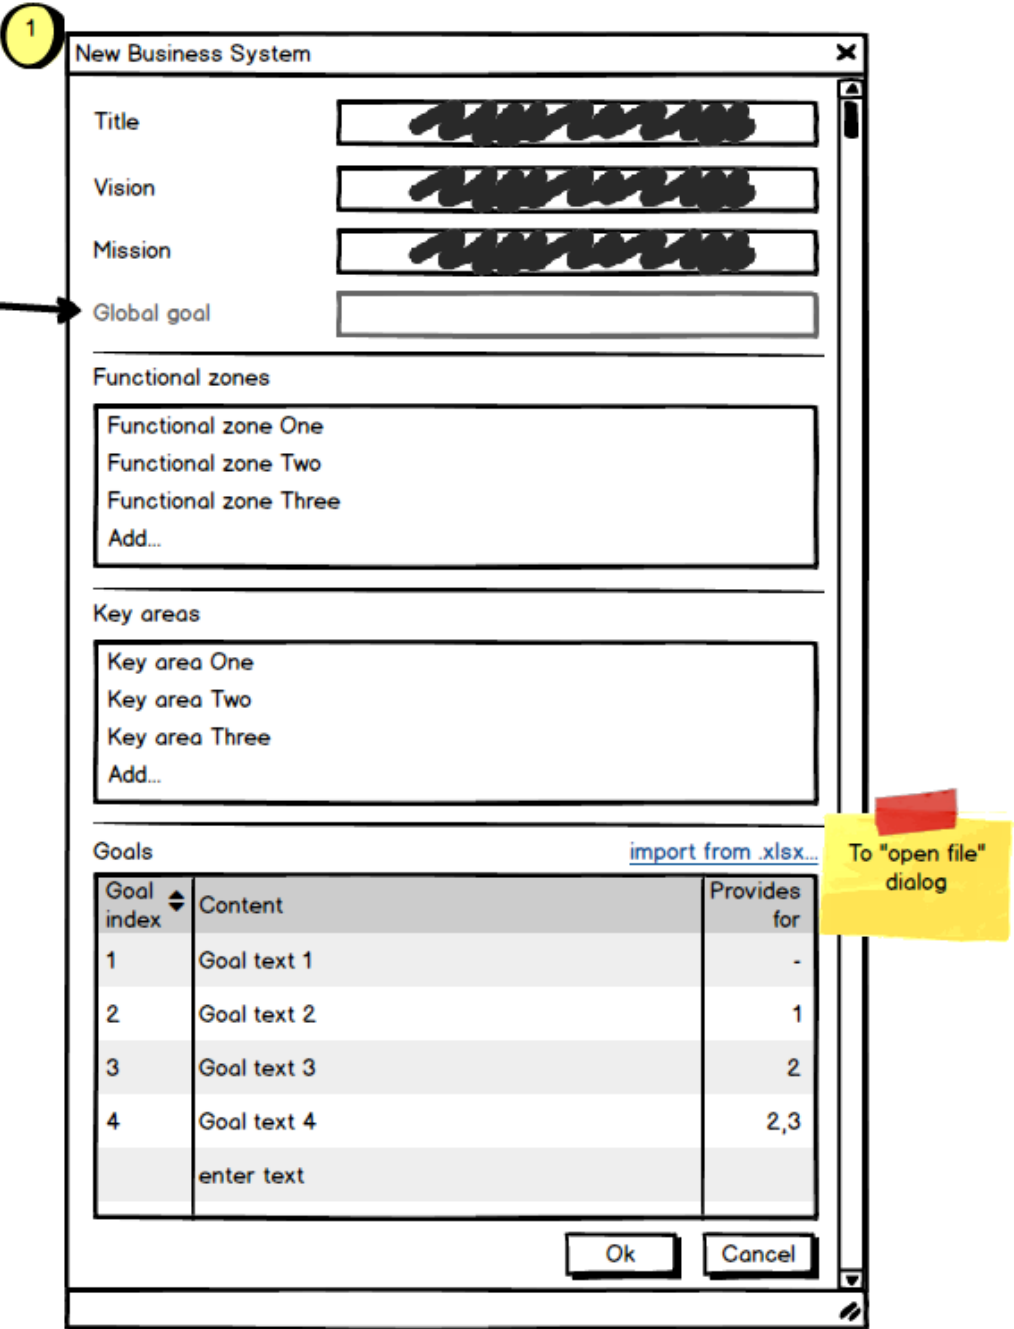 1
New Business System
Title
Vision
Mission
Global goal
Functional zones
Functional zone One
Functional zone Two
Functional zone Three
Add...
Key areas
Key area One
Key area Two
Key area Three
Add...
Goals import from .xlsx...
To "open file"
dialog
Goal index Content Provides for
1 Goal text 1 -
2 Goal text 2 1
3 Goal text 3 2
4 Goal text 4 2,3
enter text
Ok Cancel